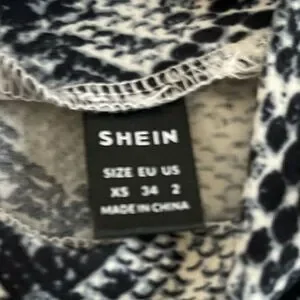 SHEIN
SIZE EU US
XS 34 2
MADE IN CHINA